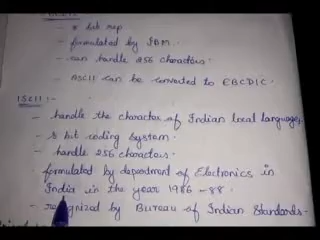 - 8 bit rep
- formulated by IBM.
- can handle 256 characters.
- ASCII can be converted to EBCDIC.
ISCII :-
- handle the character of Indian local languages.
- 8 bit coding system.
- handle 256 characters.
- formulated by department of Electronics in
India in the year 1986-88.
- recognized by Bureau of Indian Standards.